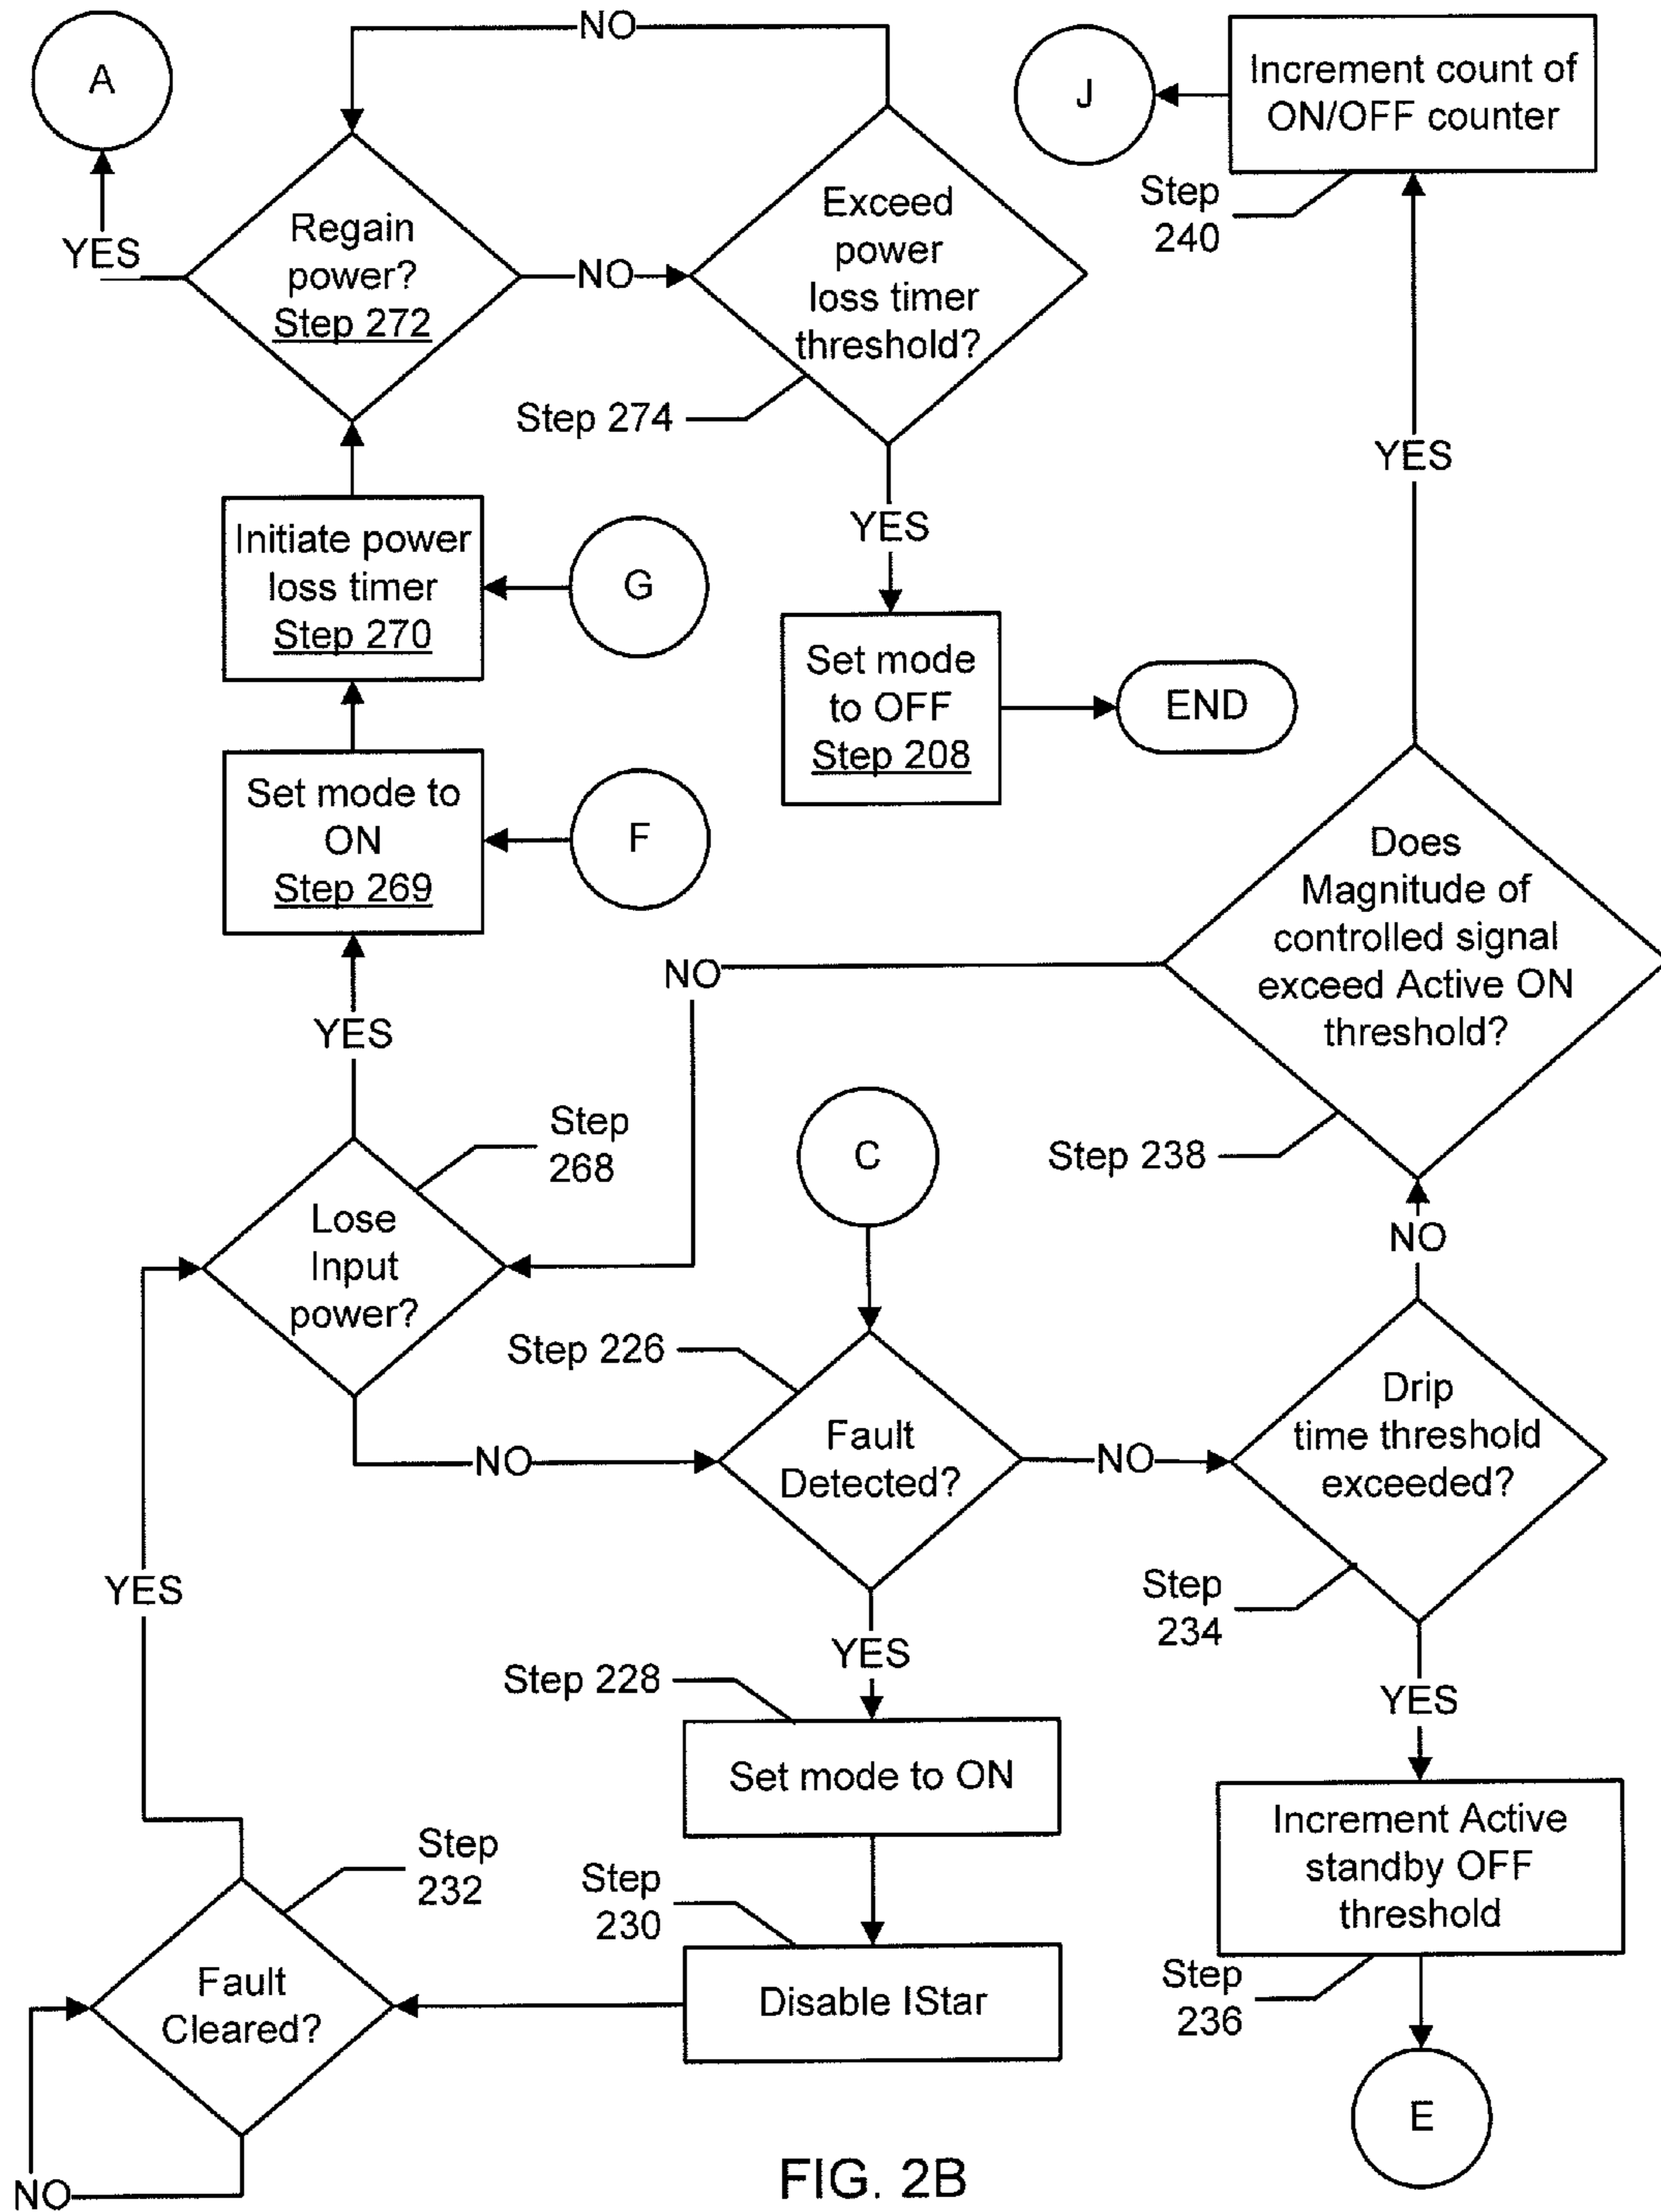 A
NO
J
Increment count of
ON/OFF counter
Step
240
YES
Regain
power?
Step 272
NO
Exceed
power
loss timer
threshold?
Step 274
YES
YES
Initiate power
loss timer
Step 270
G
Set mode
to OFF
Step 208
END
Set mode to
ON
Step 269
F
Does
Magnitude of
controlled signal
exceed Active ON
threshold?
NO
YES
Step
268
C
Step 238
Lose
Input
power?
NO
Step 226
Drip
time threshold
exceeded?
Fault
Detected?
NO
NO
YES
Step
234
YES
Step 228
YES
Set mode to ON
Increment Active
standby OFF
threshold
Step
232
Step
230
Fault
Cleared?
Disable IStar
Step
236
E
NO
FIG. 2B